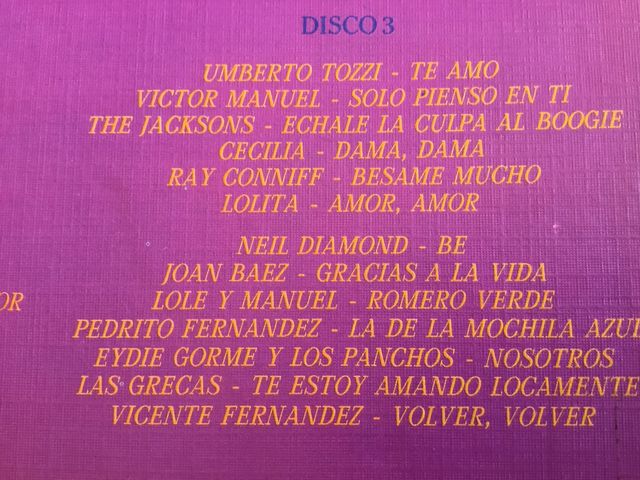 DISCO 3
UMBERTO TOZZI - TE AMO
VICTOR MANUEL - SOLO PIENSO EN TI
THE JACKSONS - ECHALE LA CULPA AL BOOGIE
CECILIA - DAMA, DAMA
RAY CONNIFF - BESAME MUCHO
LOLITA - AMOR, AMOR
NEIL DIAMOND - BE
JOAN BAEZ - GRACIAS A LA VIDA
OR LOLE Y MANUEL - ROMERO VERDE
PEDRITO FERNANDEZ - LA DE LA MOCHILA AZUL
EYDIE GORME Y LOS PANCHOS - NOSOTROS
LAS GRECAS - TE ESTOY AMANDO LOCAMENTE
VICENTE FERNANDEZ - VOLVER, VOLVER